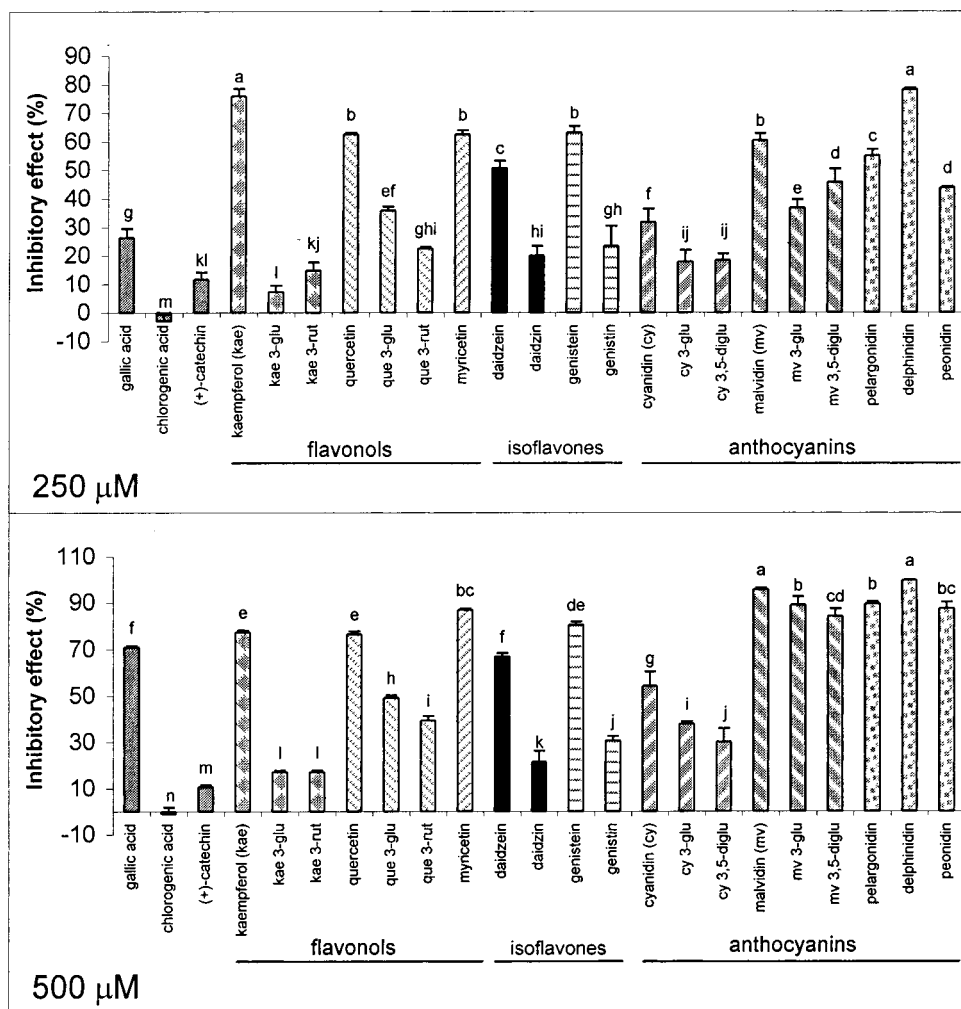 Inhibitory effect (%)
90
80
70
60
50
40
30
20
10
0
-10
g
m
kl
a
l
kj
b
ef
ghi
b
c
hi
b
gh
f
ij
ij
b
e
d
c
a
d
gallic acid
chlorogenic acid
(+)-catechin
kaempferol (kae)
kae 3-glu
kae 3-rut
quercetin
que 3-glu
que 3-rut
myricetin
daidzein
daidzin
genistein
genistin
cyanidin (cy)
cy 3-glu
cy 3,5-diglu
malvidin (mv)
mv 3-glu
mv 3,5-diglu
pelargonidin
delphinidin
peonidin
flavonols
isoflavones
anthocyanins
250 μM
Inhibitory effect (%)
110
90
70
50
30
10
-10
f
n
m
e
l
l
e
h
i
bc
f
k
de
j
g
i
j
a
b
cd
b
a
bc
gallic acid
chlorogenic acid
(+)-catechin
kaempferol (kae)
kae 3-glu
kae 3-rut
quercetin
que 3-glu
que 3-rut
myricetin
daidzein
daidzin
genistein
genistin
cyanidin (cy)
cy 3-glu
cy 3,5-diglu
malvidin (mv)
mv 3-glu
mv 3,5-diglu
pelargonidin
delphinidin
peonidin
flavonols
isoflavones
anthocyanins
500 μM